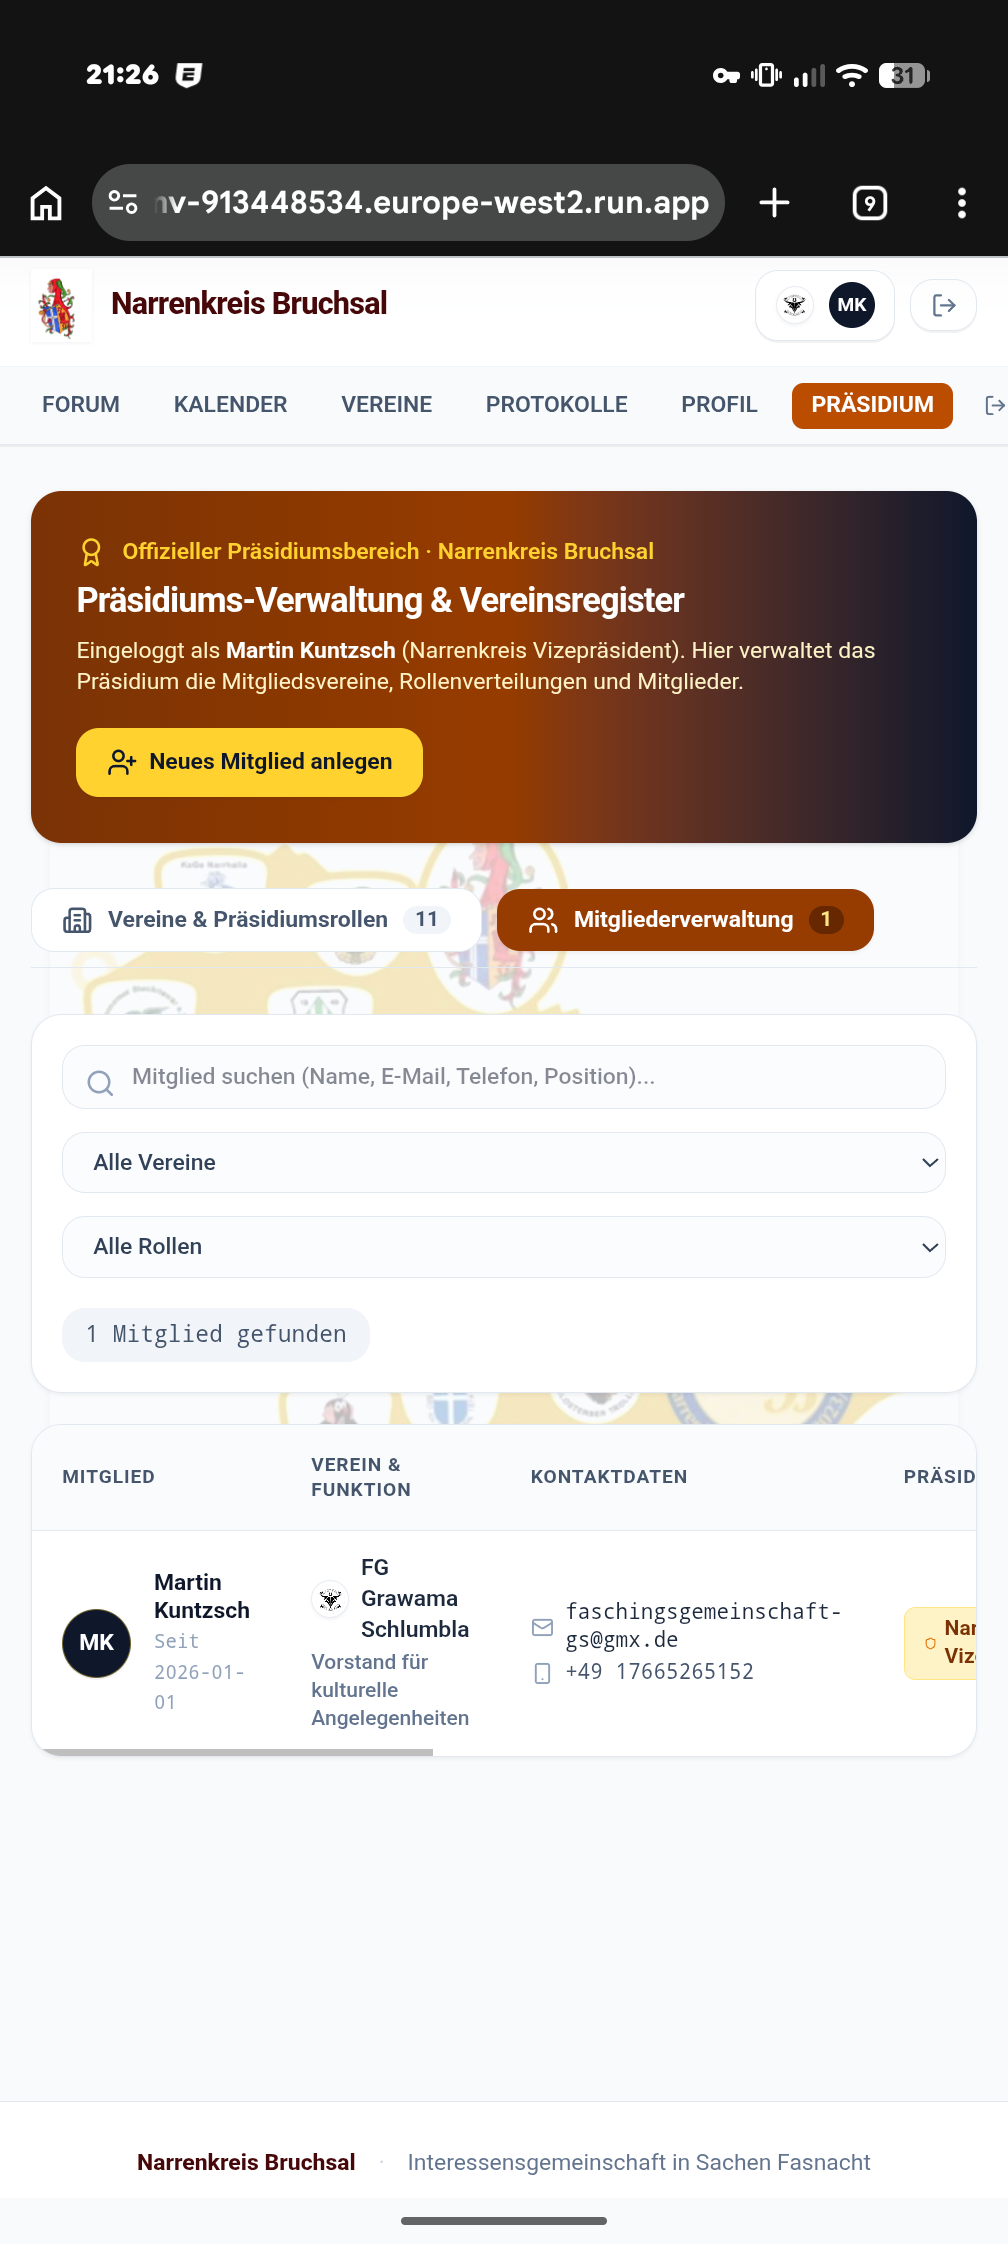 21:26
31
nv-913448534.europe-west2.run.app
9
Narrenkreis Bruchsal
MK
FORUM KALENDER VEREINE PROTOKOLLE PROFIL PRÄSIDIUM
Offizieller Präsidiumsbereich · Narrenkreis Bruchsal
Präsidiums-Verwaltung & Vereinsregister
Eingeloggt als Martin Kuntzsch (Narrenkreis Vizepräsident). Hier verwaltet das
Präsidium die Mitgliedsvereine, Rollenverteilungen und Mitglieder.
Neues Mitglied anlegen
KaGe Narrhalla
Vereine & Präsidiumsrollen 11
Mitgliederverwaltung 1
Mitglied suchen (Name, E-Mail, Telefon, Position)...
Alle Vereine
Alle Rollen
1 Mitglied gefunden
MITGLIED
VEREIN &
FUNKTION
KONTAKTDATEN
PRÄSID
MK
Martin
Kuntzsch
Seit
2026-01-
01
FG
Grawama
Schlumbla
Vorstand für
kulturelle
Angelegenheiten
faschingsgemeinschaft-
gs@gmx.de
+49 17665265152
Nar
Viz
Narrenkreis Bruchsal · Interessensgemeinschaft in Sachen Fasnacht